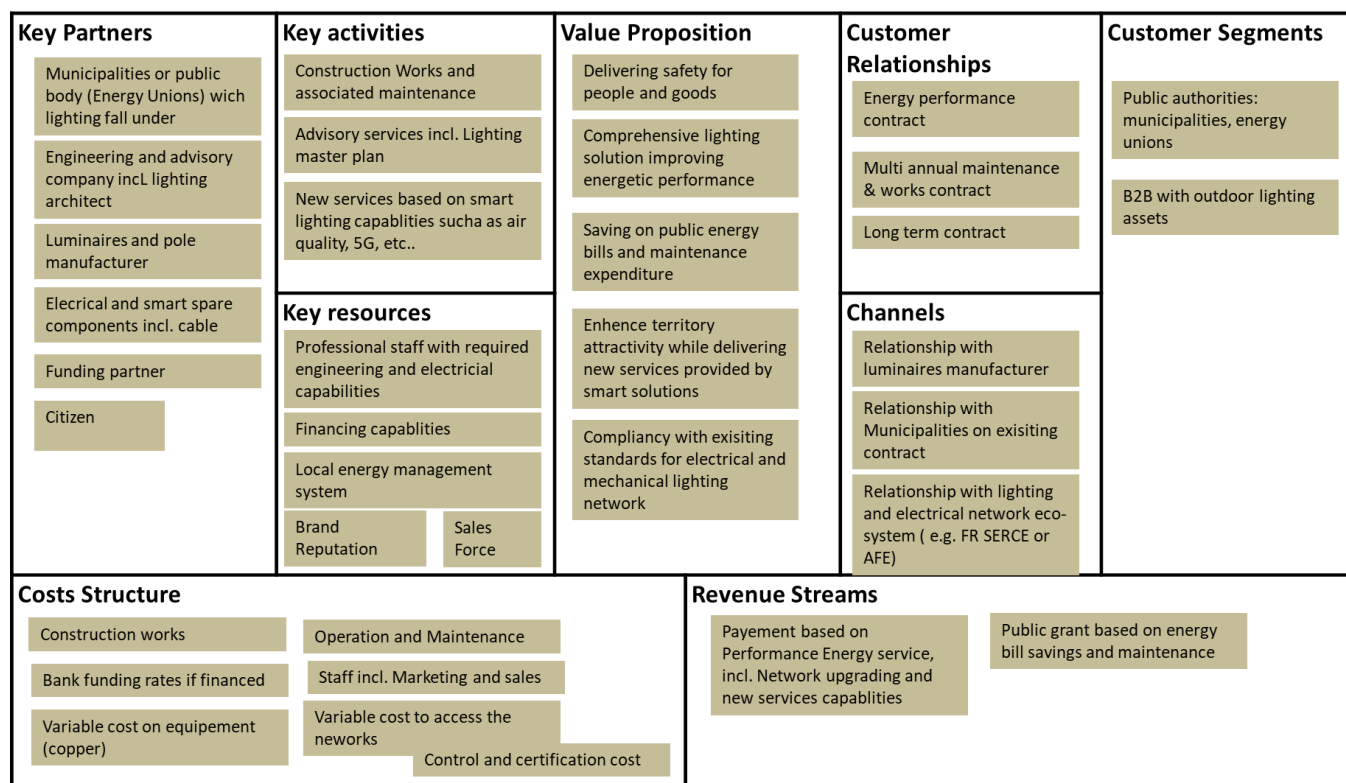 Key Partners
Municipalities or public
body (Energy Unions) wich
lighting fall under
Engineering and advisory
company incL lighting
architect
Luminaires and pole
manufacturer
Elecrical and smart spare
components incl. cable
Funding partner
Citizen
Key activities
Construction Works and
associated maintenance
Advisory services incl. Lighting
master plan
New services based on smart
lighting capablities sucha as air
quality, 5G, etc..
Key resources
Professional staff with required
engineering and electricial
capabilities
Financing capablities
Local energy management
system
Brand
Reputation
Sales
Force
Value Proposition
Delivering safety for
people and goods
Comprehensive lighting
solution improving
energetic performance
Saving on public energy
bills and maintenance
expenditure
Enhence territory
attractivity while delivering
new services provided by
smart solutions
Compliancy with exisiting
standards for electrical and
mechanical lighting
network
Customer
Relationships
Energy performance
contract
Multi annual maintenance
& works contract
Long term contract
Channels
Relationship with
luminaires manufacturer
Relationship with
Municipalities on exisiting
contract
Relationship with lighting
and electrical network eco-
system ( e.g. FR SERCE or
AFE)
Customer Segments
Public authorities:
municipalities, energy
unions
B2B with outdoor lighting
assets
Costs Structure
Construction works
Bank funding rates if financed
Variable cost on equipement
(copper)
Operation and Maintenance
Staff incl. Marketing and sales
Variable cost to access the
neworks
Control and certification cost
Revenue Streams
Payement based on
Performance Energy service,
incl. Network upgrading and
new services capablities
Public grant based on energy
bill savings and maintenance